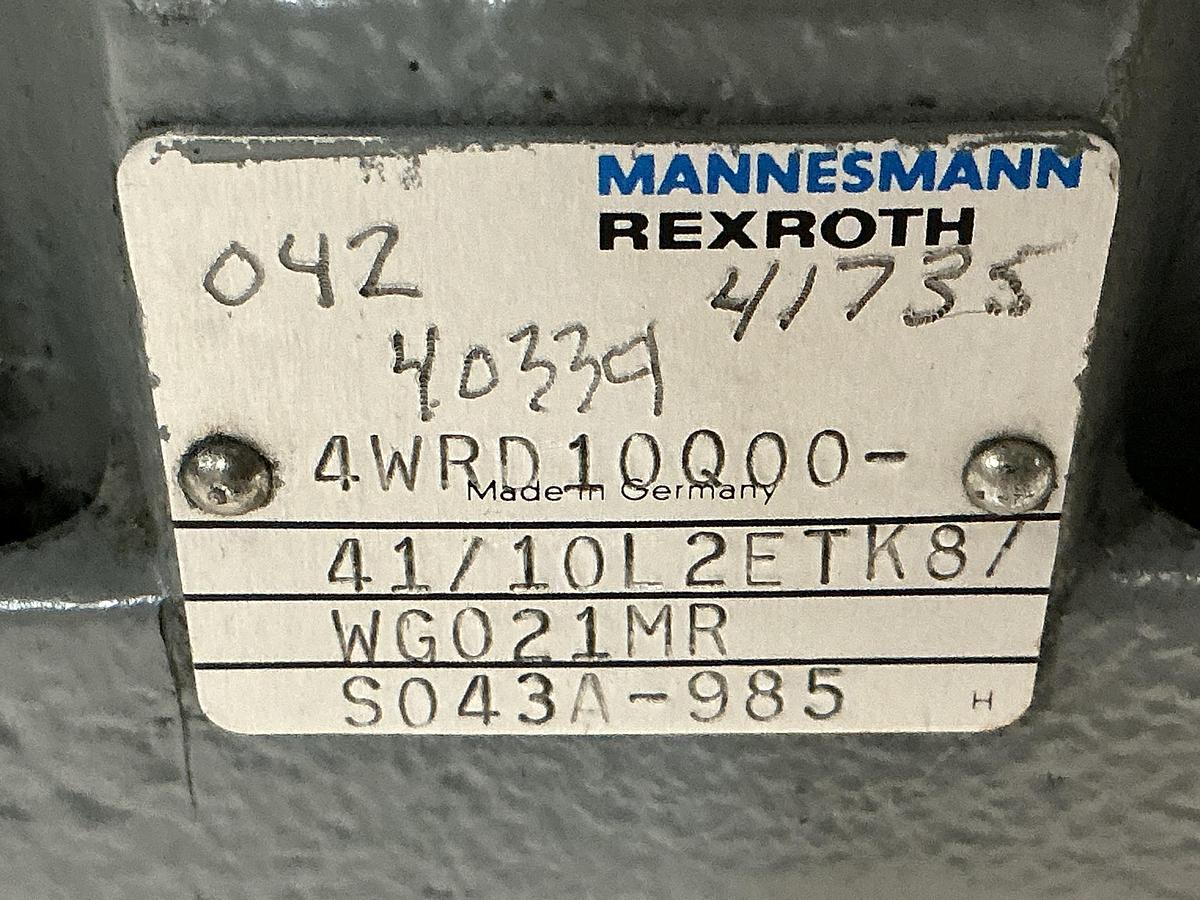 MANNESMANN
REXROTH
042
41735
40339
4WRD10Q00-
Made in Germany
41/10L2ETK8/
WG021MR
S043A-985
H